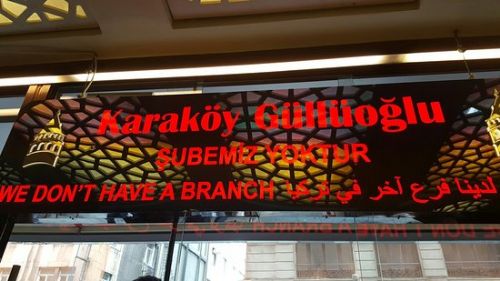 Karaköy Güllüoğlu
ŞUBEMİZ YOKTUR
WE DON'T HAVE A BRANCH لدينا فرع آخر في تركيا